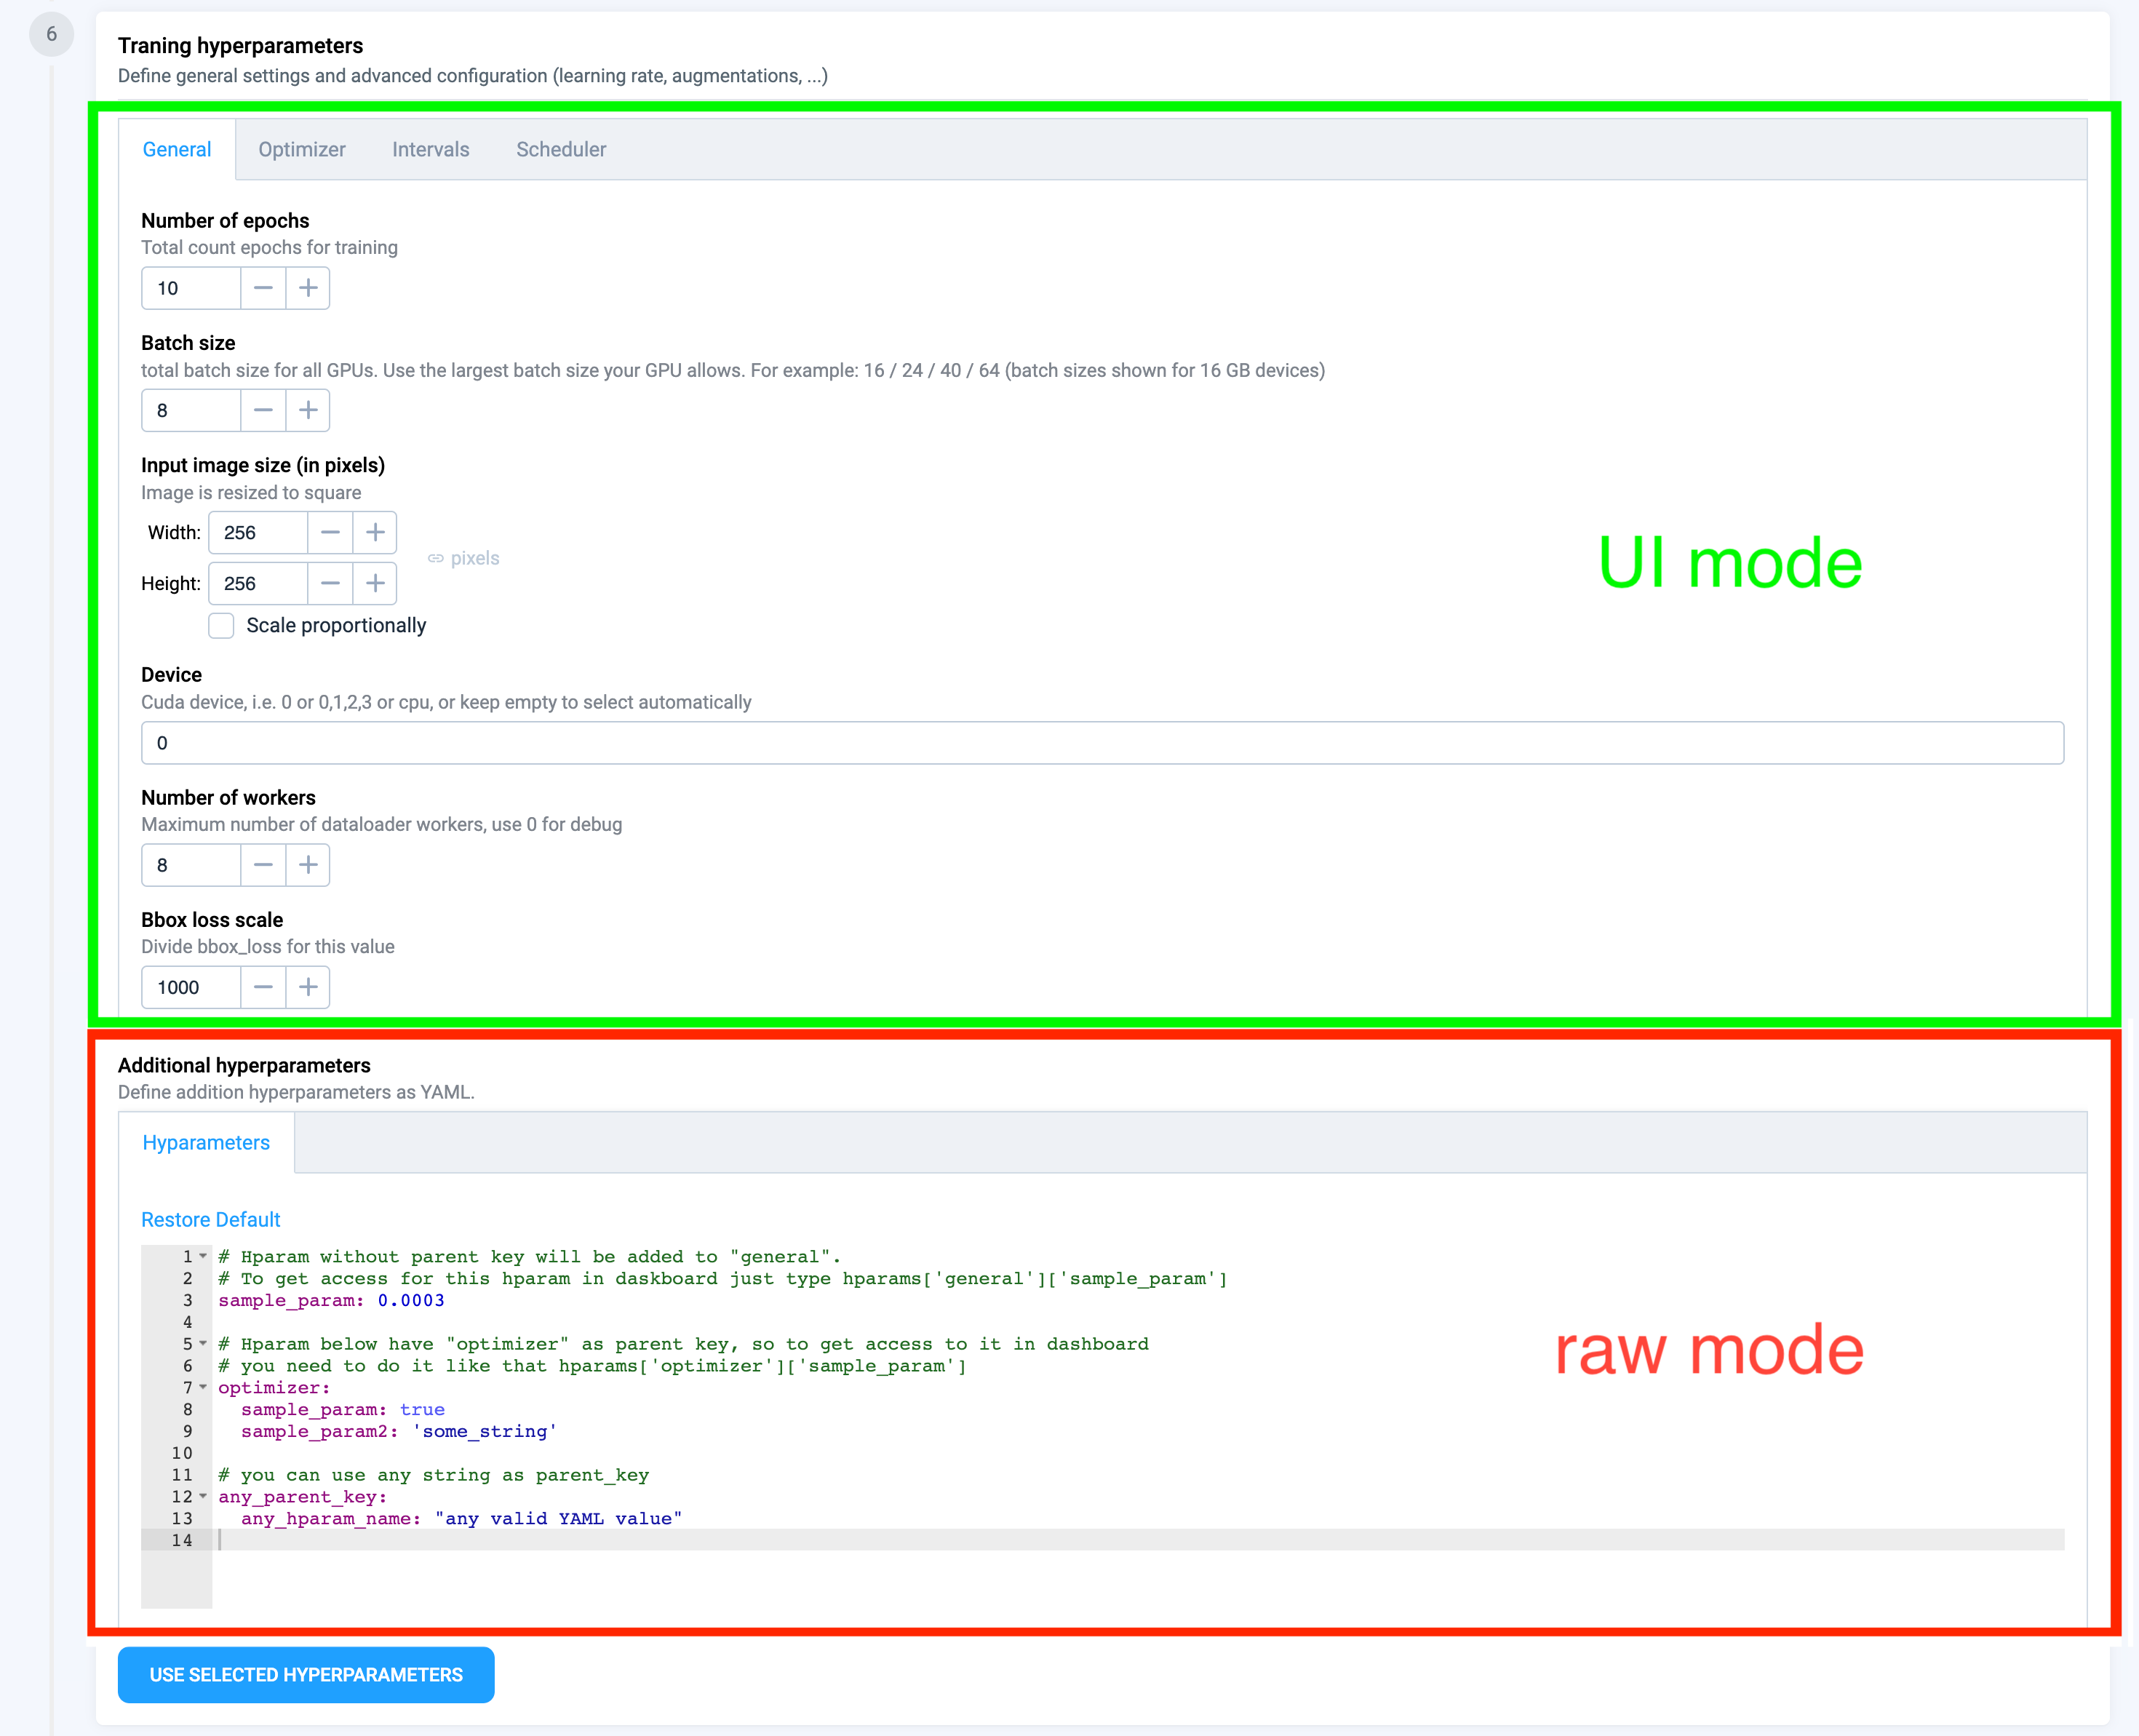 6
Traning hyperparameters
Define general settings and advanced configuration (learning rate, augmentations, ...)
General Optimizer Intervals Scheduler
Number of epochs
Total count epochs for training
10
Batch size
total batch size for all GPUs. Use the largest batch size your GPU allows. For example: 16 / 24 / 40 / 64 (batch sizes shown for 16 GB devices)
8
Input image size (in pixels)
Image is resized to square
Width: 256
pixels
Height: 256
Scale proportionally
UI mode
Device
Cuda device, i.e. 0 or 0,1,2,3 or cpu, or keep empty to select automatically
0
Number of workers
Maximum number of dataloader workers, use 0 for debug
8
Bbox loss scale
Divide bbox_loss for this value
1000
Additional hyperparameters
Define addition hyperparameters as YAML.
Hyparameters
Restore Default
1 # Hparam without parent key will be added to "general".
2 # To get access for this hparam in daskboard just type hparams['general']['sample_param']
3 sample_param: 0.0003
4
5 # Hparam below have "optimizer" as parent key, so to get access to it in dashboard
6 # you need to do it like that hparams['optimizer']['sample_param']
7 optimizer:
8 sample_param: true
9 sample_param2: 'some_string'
10
11 # you can use any string as parent_key
12 any_parent_key:
13 any_hparam_name: "any valid YAML value"
14
raw mode
USE SELECTED HYPERPARAMETERS